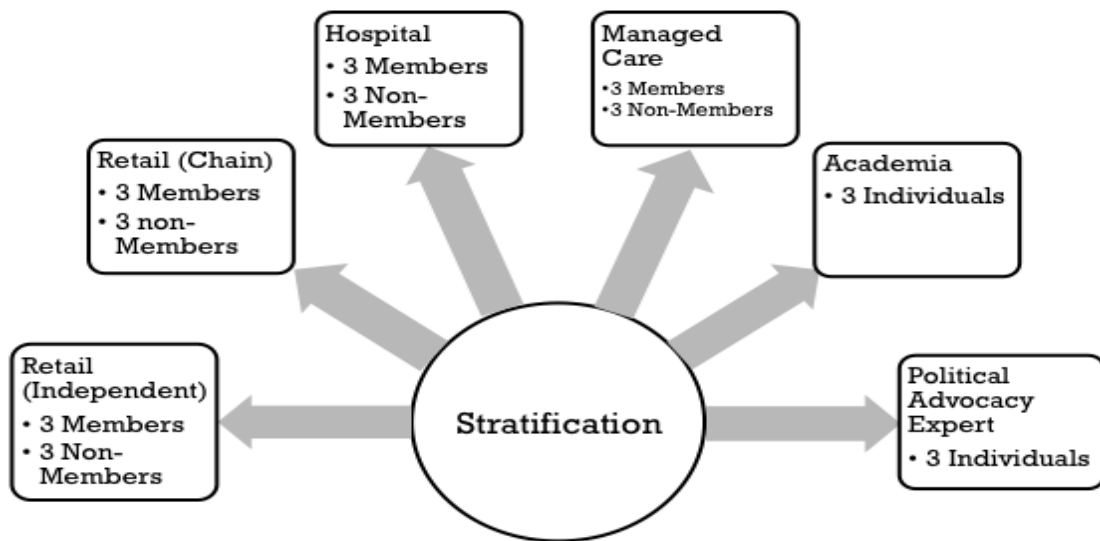 Hospital
• 3 Members
• 3 Non-
Members
Managed
Care
•3 Members
•3 Non-Members
Retail (Chain)
• 3 Members
• 3 non-
Members
Academia
• 3 Individuals
Retail
(Independent)
• 3 Members
• 3 Non-
Members
Stratification
Political
Advocacy
Expert
• 3 Individuals